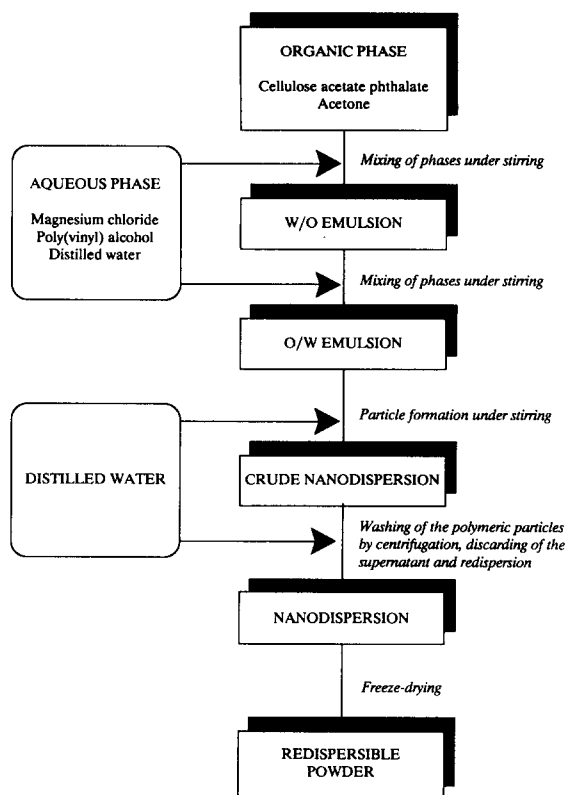 ORGANIC PHASE
Cellulose acetate phthalate
Acetone
Mixing of phases under stirring
AQUEOUS PHASE
Magnesium chloride
Poly(vinyl) alcohol
Distilled water
W/O EMULSION
Mixing of phases under stirring
O/W EMULSION
Particle formation under stirring
DISTILLED WATER
CRUDE NANODISPERSION
Washing of the polymeric particles
by centrifugation, discarding of the
supernatant and redispersion
NANODISPERSION
Freeze-drying
REDISPERSIBLE
POWDER